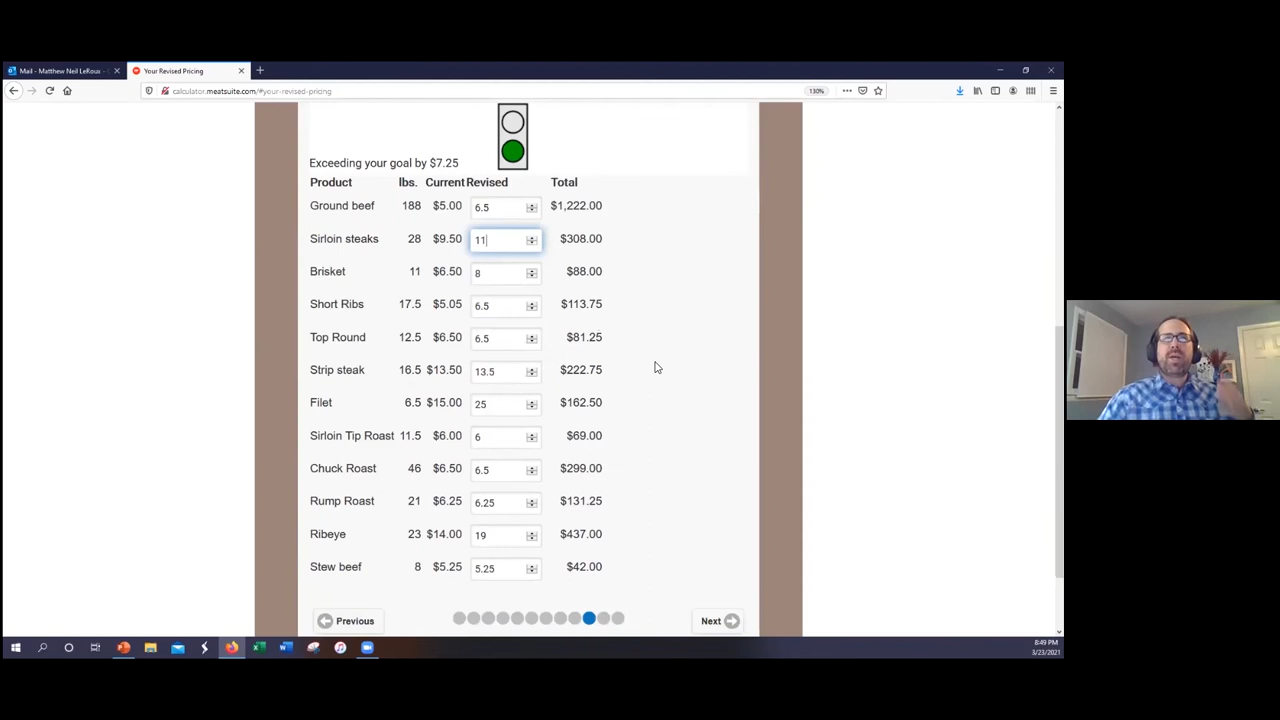 Mail - Matthew Neil LeRoux -
Your Revised Pricing
calculator.meatsuite.com/#your-revised-pricing
130%
Exceeding your goal by $7.25
Product lbs. Current Revised Total
Ground beef 188 $5.00 6.5 $1,222.00
Sirloin steaks 28 $9.50 11 $308.00
Brisket 11 $6.50 8 $88.00
Short Ribs 17.5 $5.05 6.5 $113.75
Top Round 12.5 $6.50 6.5 $81.25
Strip steak 16.5 $13.50 13.5 $222.75
Filet 6.5 $15.00 25 $162.50
Sirloin Tip Roast 11.5 $6.00 6 $69.00
Chuck Roast 46 $6.50 6.5 $299.00
Rump Roast 21 $6.25 6.25 $131.25
Ribeye 23 $14.00 19 $437.00
Stew beef 8 $5.25 5.25 $42.00
Previous
Next
8:49 PM
3/23/2021